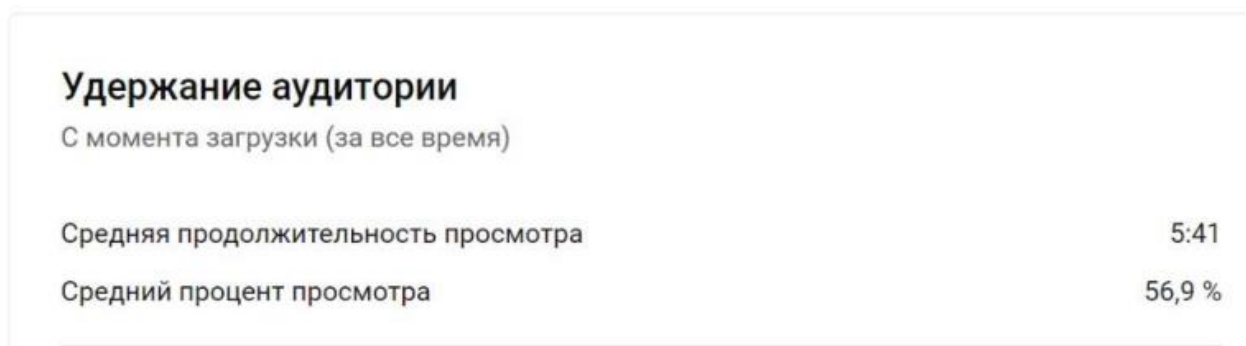 Удержание аудитории
С момента загрузки (за все время)
Средняя продолжительность просмотра 5:41
Средний процент просмотра 56,9 %